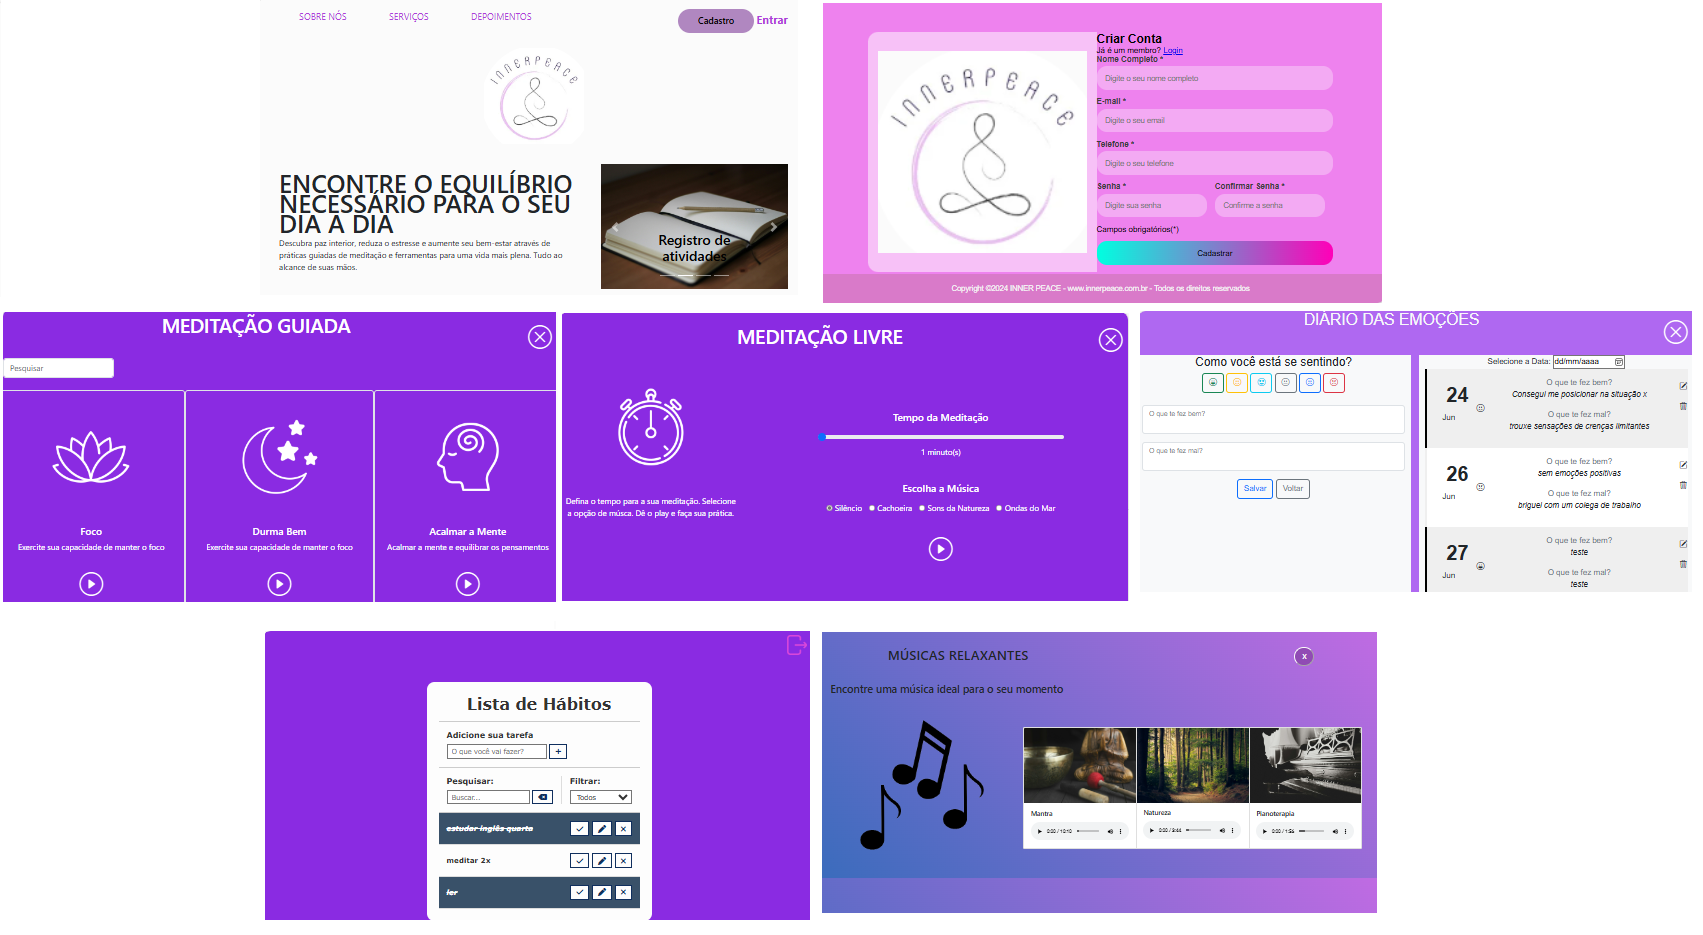 SOBRE NÓS
SERVIÇOS
DEPOIMENTOS
Cadastro
Entrar
INNERPEACE
ENCONTRE O EQUILÍBRIO
NECESSÁRIO PARA O SEU
DIA A DIA
Descubra paz interior, reduza o estresse e aumente seu bem-estar através de
práticas guiadas de meditação e ferramentas para uma vida mais plena. Tudo ao
alcance de suas mãos.
Registro de
atividades
INNERPEACE
Criar Conta
Já é um membro? Login
Nome Completo *
Digite o seu nome completo
E-mail *
Digite o seu email
Telefone *
Digite o seu telefone
Senha *
Confirmar Senha *
Digite sua senha
Confirme a senha
Campos obrigatórios(*)
Cadastrar
Copyright ©2024 INNER PEACE - www.innerpeace.com.br - Todos os direitos reservados
MEDITAÇÃO GUIADA
Pesquisar
Foco
Exercite sua capacidade de manter o foco
Durma Bem
Exercite sua capacidade de manter o foco
Acalmar a Mente
Acalmar a mente e equilibrar os pensamentos
MEDITAÇÃO LIVRE
Defina o tempo para a sua meditação. Selecione
a opção de músca. Dê o play e faça sua prática.
Tempo da Meditação
1 minuto(s)
Escolha a Música
Silêncio
Cachoeira
Sons da Natureza
Ondas do Mar
DIÁRIO DAS EMOÇÕES
Como você está se sentindo?
O que te fez bem?
O que te fez mal?
Salvar
Voltar
Selecione a Data: dd/mm/aaaa
24
Jun
O que te fez bem?
Consegui me posicionar na situação x
O que te fez mal?
trouxe sensações de crenças limitantes
26
Jun
O que te fez bem?
sem emoções positivas
O que te fez mal?
briguei com um colega de trabalho
27
Jun
O que te fez bem?
teste
O que te fez mal?
teste
Lista de Hábitos
Adicione sua tarefa
O que você vai fazer?
Pesquisar:
Buscar...
Filtrar:
Todos
estudar inglês quarta
meditar 2x
ler
MÚSICAS RELAXANTES
x
Encontre uma música ideal para o seu momento
Mantra
0:00 / 10:10
Natureza
0:00 / 3:44
Pianoterapia
0:00 / 1:56